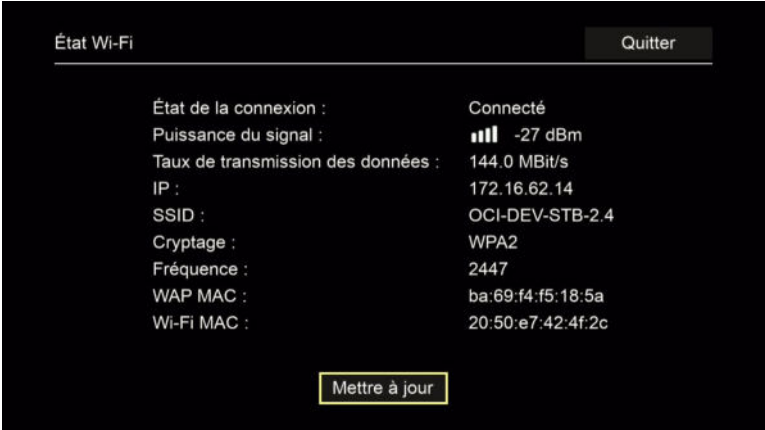 État Wi-Fi Quitter
État de la connexion : Connecté
Puissance du signal : -27 dBm
Taux de transmission des données : 144.0 MBit/s
IP : 172.16.62.14
SSID : OCI-DEV-STB-2.4
Cryptage : WPA2
Fréquence : 2447
WAP MAC : ba:69:f4:f5:18:5a
Wi-Fi MAC : 20:50:e7:42:4f:2c
Mettre à jour